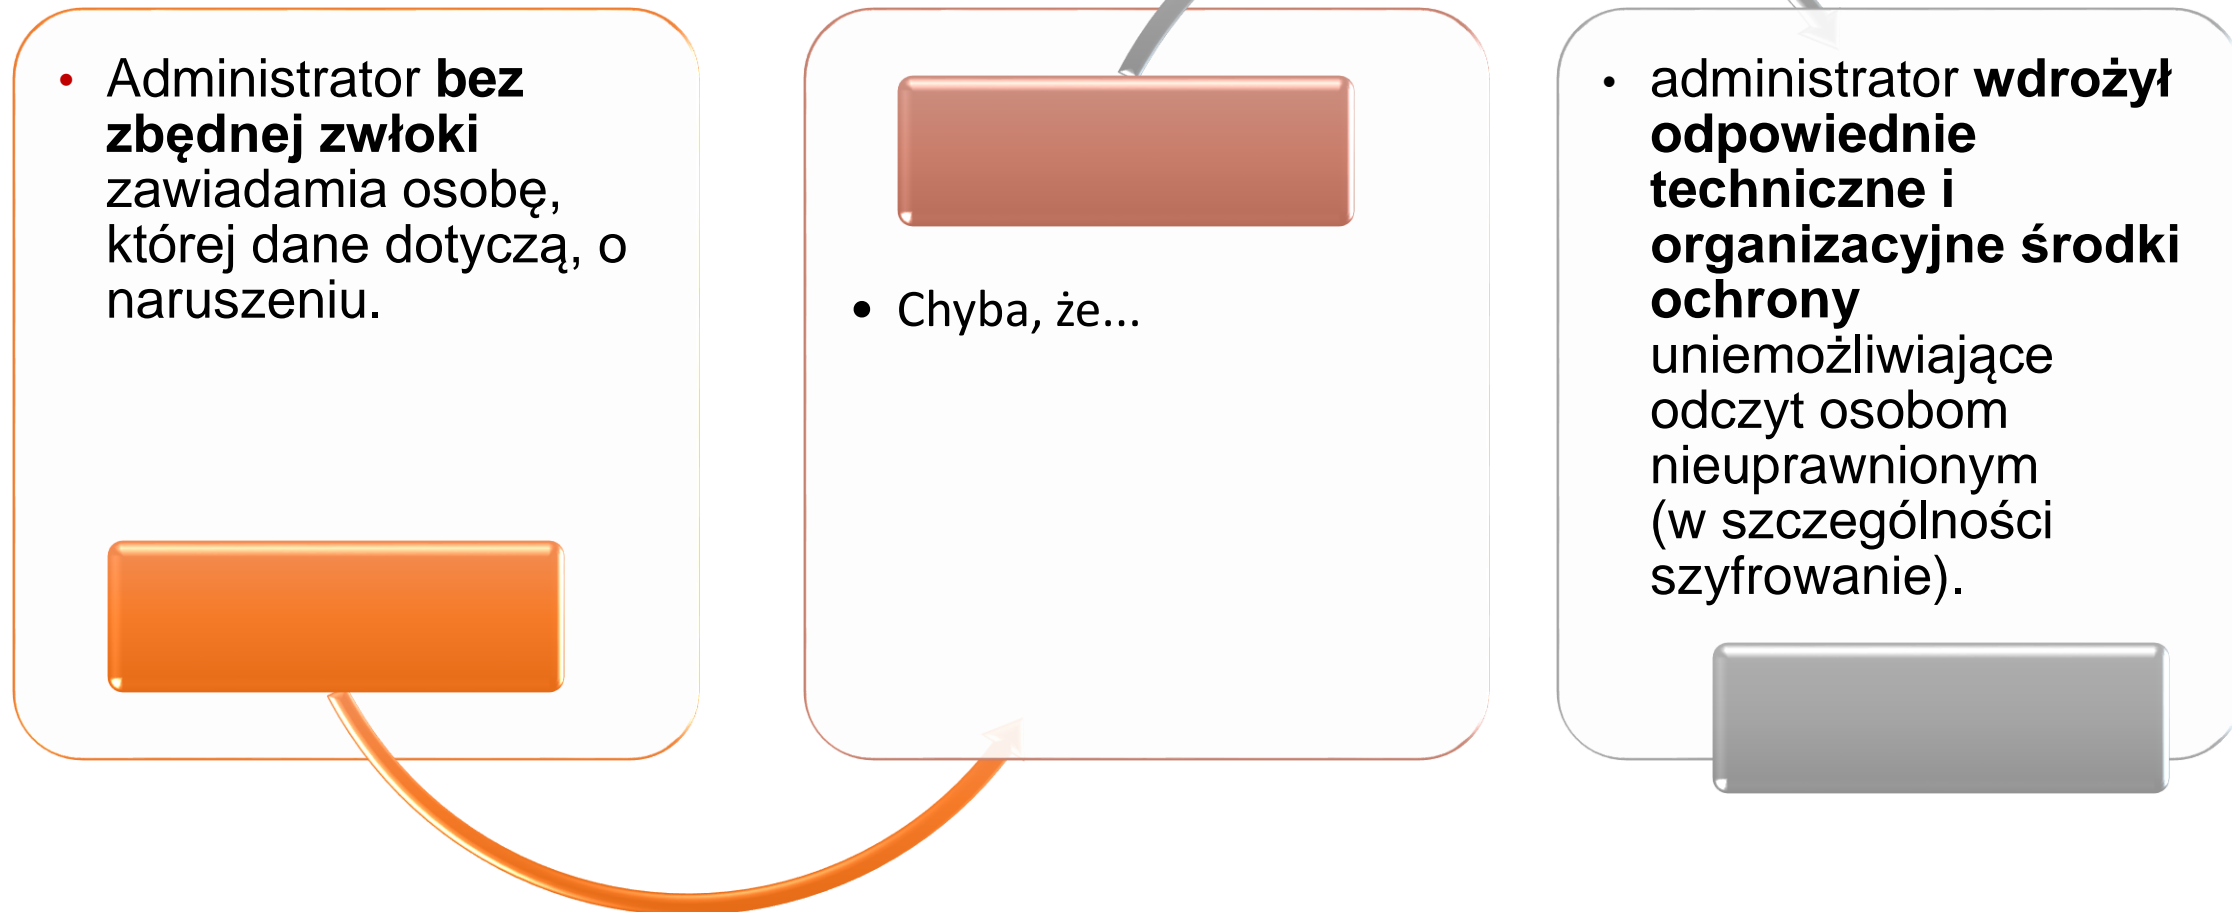 • Administrator bez
zbędnej zwłoki
zawiadamia osobę,
której dane dotyczą, o
naruszeniu.
• Chyba, że...
• administrator wdrożył
odpowiednie
techniczne i
organizacyjne środki
ochrony
uniemożliwiające
odczyt osobom
nieuprawnionym
(w szczególności
szyfrowanie).